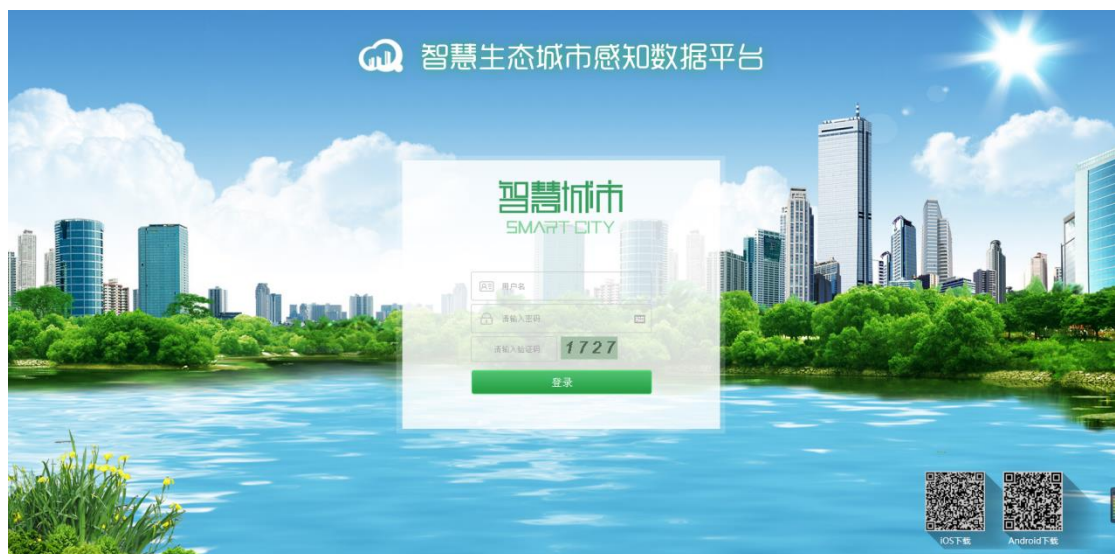 智慧生态城市感知数据平台
智慧城市
SMART CITY
用户名
请输入密码
请输入验证码
1727
登录
iOS下载
Android下载